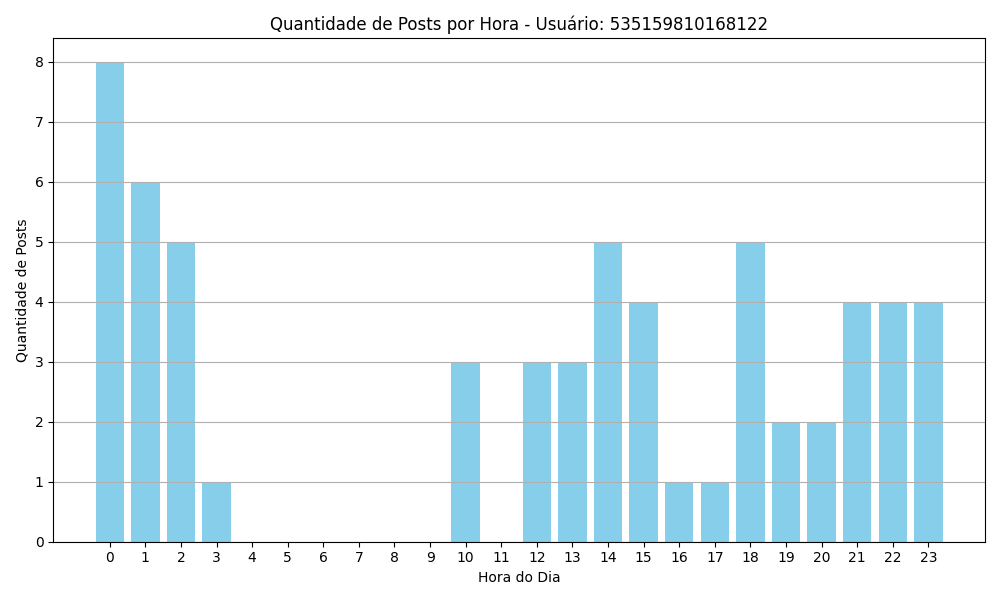 Quantidade de Posts por Hora - Usuário: 535159810168122
Quantidade de Posts
8
7
6
5
4
3
2
1
0
0 1 2 3 4 5 6 7 8 9 10 11 12 13 14 15 16 17 18 19 20 21 22 23
Hora do Dia